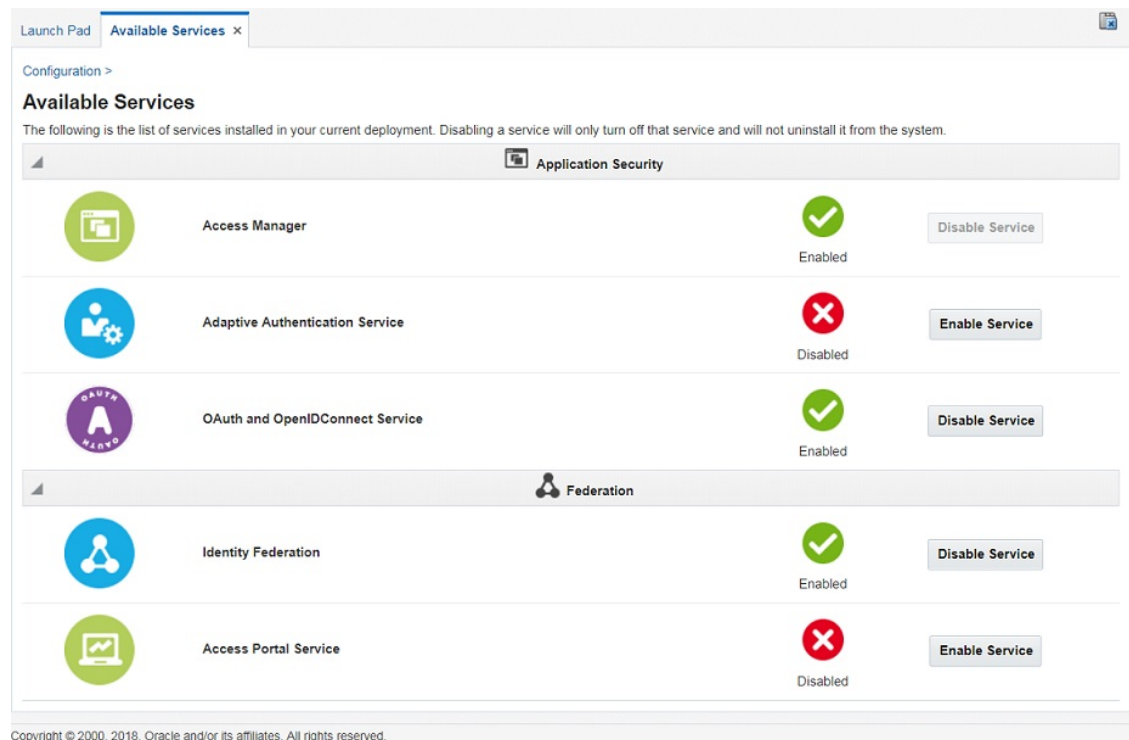 Launch Pad
Available Services ×
Configuration >
Available Services
The following is the list of services installed in your current deployment. Disabling a service will only turn off that service and will not uninstall it from the system.
Application Security
Access Manager
Enabled
Disable Service
Adaptive Authentication Service
Disabled
Enable Service
OAUTH
A
OAUTH
OAuth and OpenIDConnect Service
Enabled
Disable Service
Federation
Identity Federation
Enabled
Disable Service
Access Portal Service
Disabled
Enable Service
Copyright © 2000, 2018, Oracle and/or its affiliates. All rights reserved.